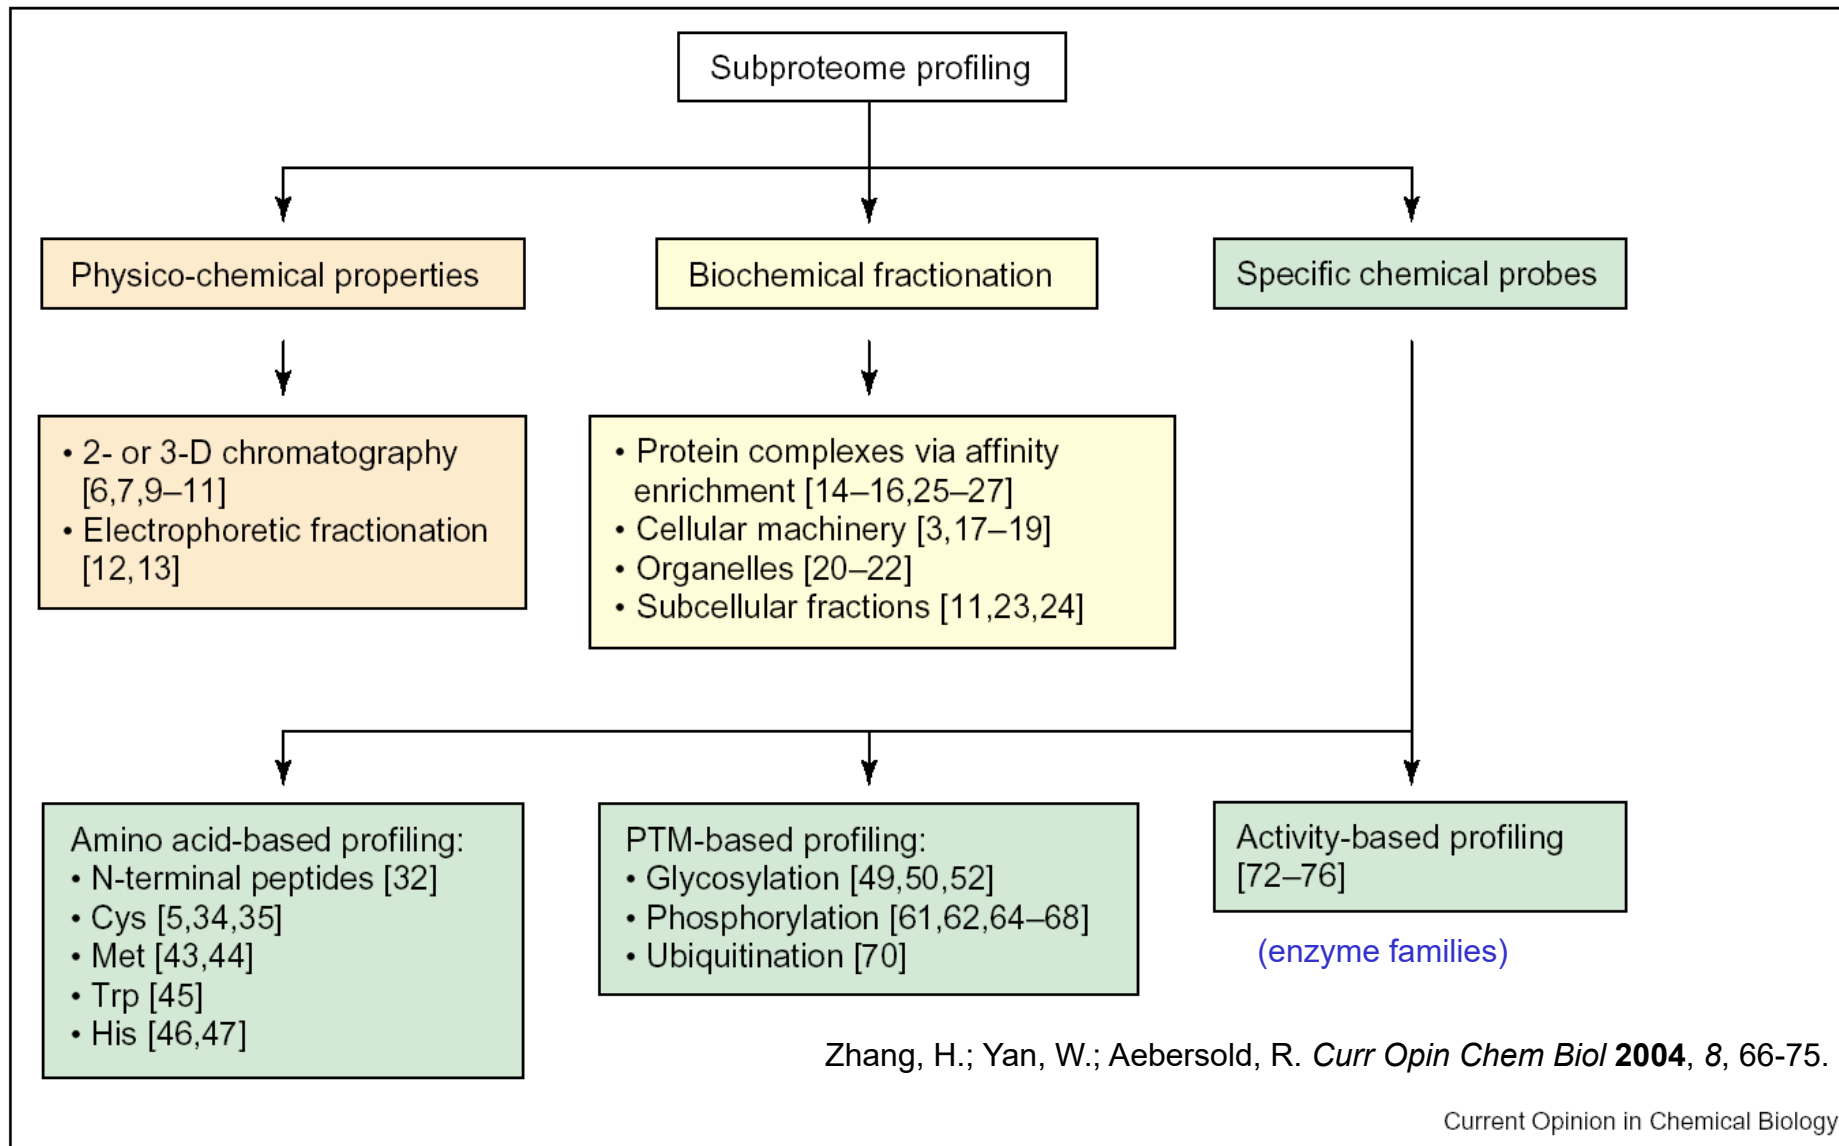 Subproteome profiling
Physico-chemical properties
Biochemical fractionation
Specific chemical probes
• 2- or 3-D chromatography
[6,7,9–11]
• Electrophoretic fractionation
[12,13]
• Protein complexes via affinity
enrichment [14–16,25–27]
• Cellular machinery [3,17–19]
• Organelles [20–22]
• Subcellular fractions [11,23,24]
Amino acid-based profiling:
• N-terminal peptides [32]
• Cys [5,34,35]
• Met [43,44]
• Trp [45]
• His [46,47]
PTM-based profiling:
• Glycosylation [49,50,52]
• Phosphorylation [61,62,64–68]
• Ubiquitination [70]
Activity-based profiling
[72–76]
(enzyme families)
Zhang, H.; Yan, W.; Aebersold, R. Curr Opin Chem Biol 2004, 8, 66-75.
Current Opinion in Chemical Biology